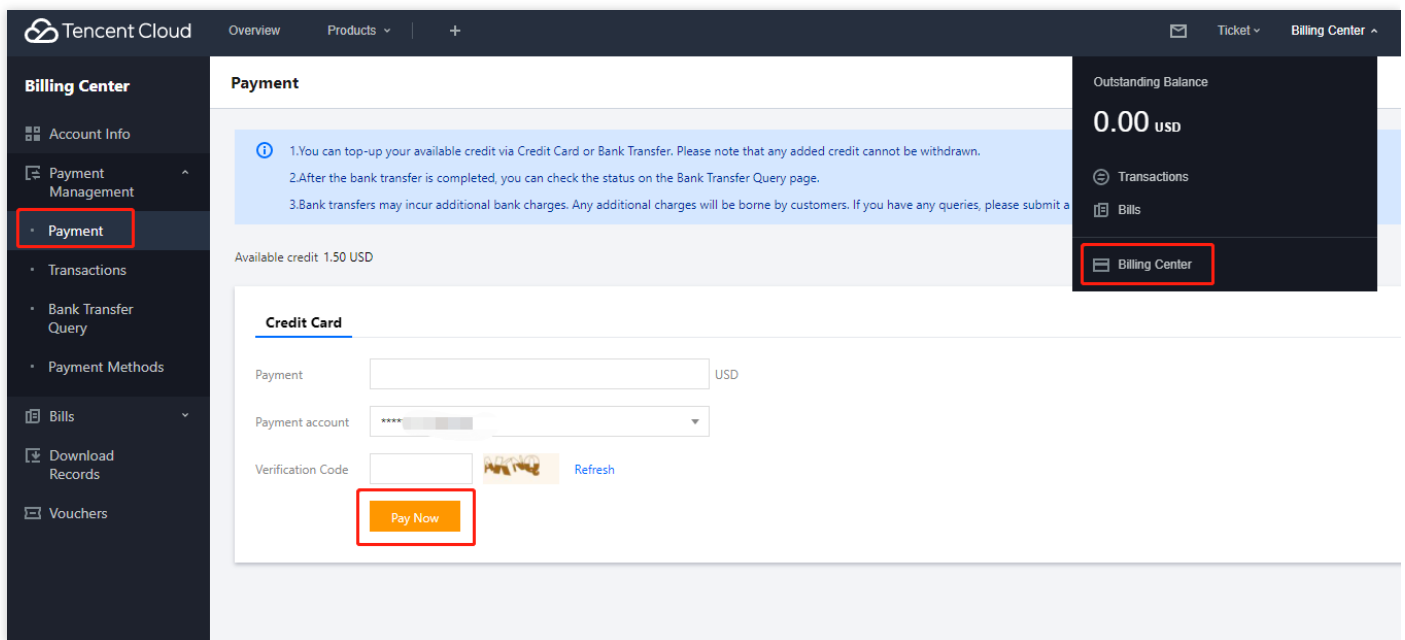 Tencent Cloud
Overview
Products
+
Ticket
Billing Center
Billing Center
Account Info
Payment
Management
Payment
Transactions
Bank Transfer
Query
Payment Methods
Bills
Download
Records
Vouchers
Payment
1.You can top-up your available credit via Credit Card or Bank Transfer. Please note that any added credit cannot be withdrawn.
2.After the bank transfer is completed, you can check the status on the Bank Transfer Query page.
3.Bank transfers may incur additional bank charges. Any additional charges will be borne by customers. If you have any queries, please submit a
Available credit 1.50 USD
Credit Card
Payment
USD
Payment account
****
Verification Code
Refresh
Pay Now
Outstanding Balance
0.00 USD
Transactions
Bills
Billing Center